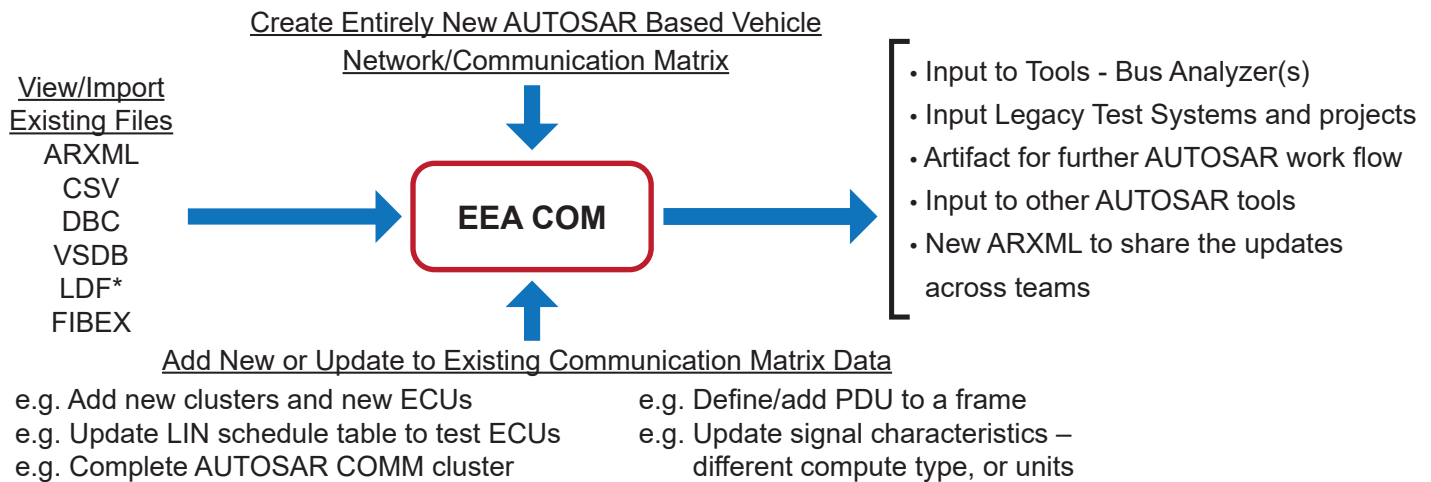 Create Entirely New AUTOSAR Based Vehicle
Network/Communication Matrix
View/Import
Existing Files
ARXML
CSV
DBC
VSDB
LDF*
FIBEX
EEA COM
• Input to Tools - Bus Analyzer(s)
• Input Legacy Test Systems and projects
• Artifact for further AUTOSAR work flow
• Input to other AUTOSAR tools
• New ARXML to share the updates
across teams
Add New or Update to Existing Communication Matrix Data
e.g. Add new clusters and new ECUs
e.g. Update LIN schedule table to test ECUs
e.g. Complete AUTOSAR COMM cluster
e.g. Define/add PDU to a frame
e.g. Update signal characteristics –
different compute type, or units